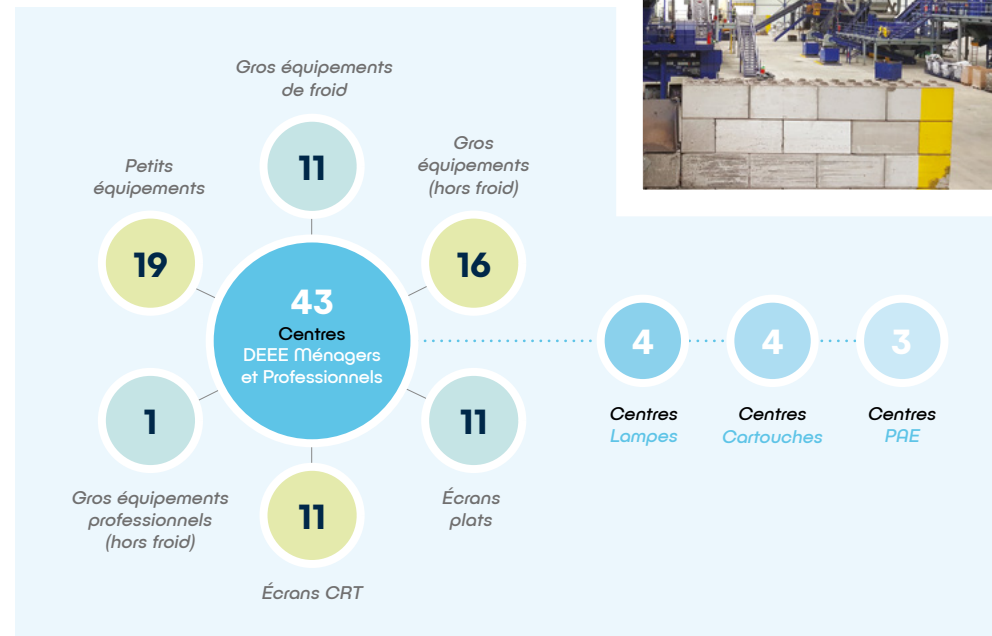 Gros équipements
de froid
11
Gros
équipements
(hors froid)
16
Petits
équipements
19
43
Centres
DEEE Ménagers
et Professionnels
1
Gros équipements
professionnels
(hors froid)
11
Écrans CRT
11
Écrans
plats
4
Centres
Lampes
4
Centres
Cartouches
3
Centres
PAE